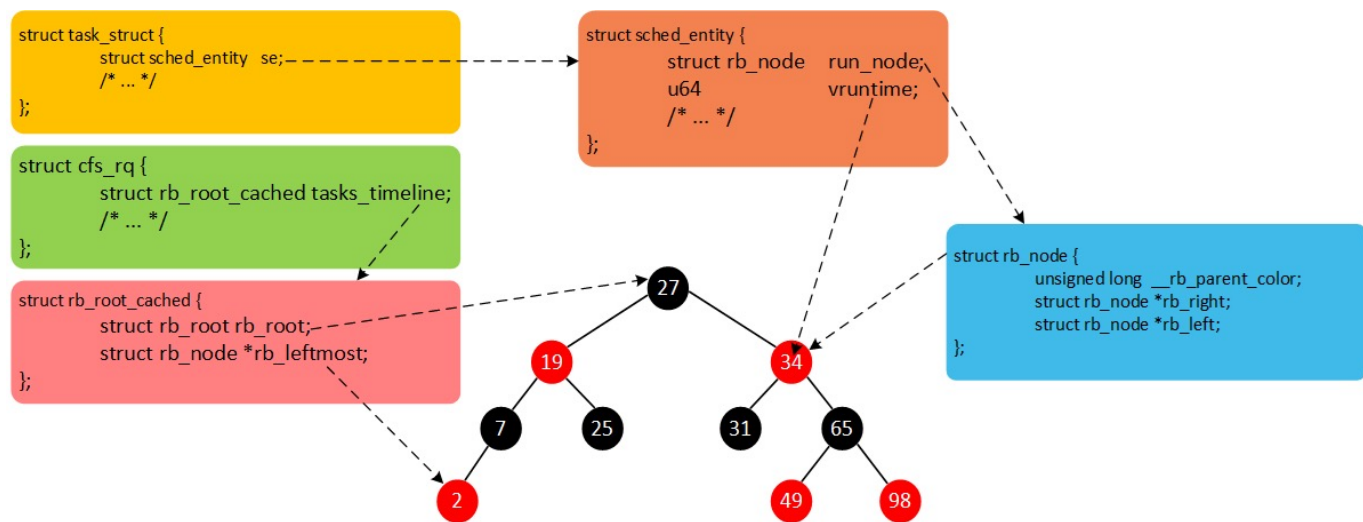 struct task_struct {
struct sched_entity se;
/* ... */
};
struct sched_entity {
struct rb_node run_node;
u64 vruntime;
/* ... */
};
struct cfs_rq {
struct rb_root_cached tasks_timeline;
/* ... */
};
struct rb_root_cached {
struct rb_root rb_root;
struct rb_node *rb_leftmost;
};
struct rb_node {
unsigned long __rb_parent_color;
struct rb_node *rb_right;
struct rb_node *rb_left;
};
27
19 34
7 25 31 65
2 49 98